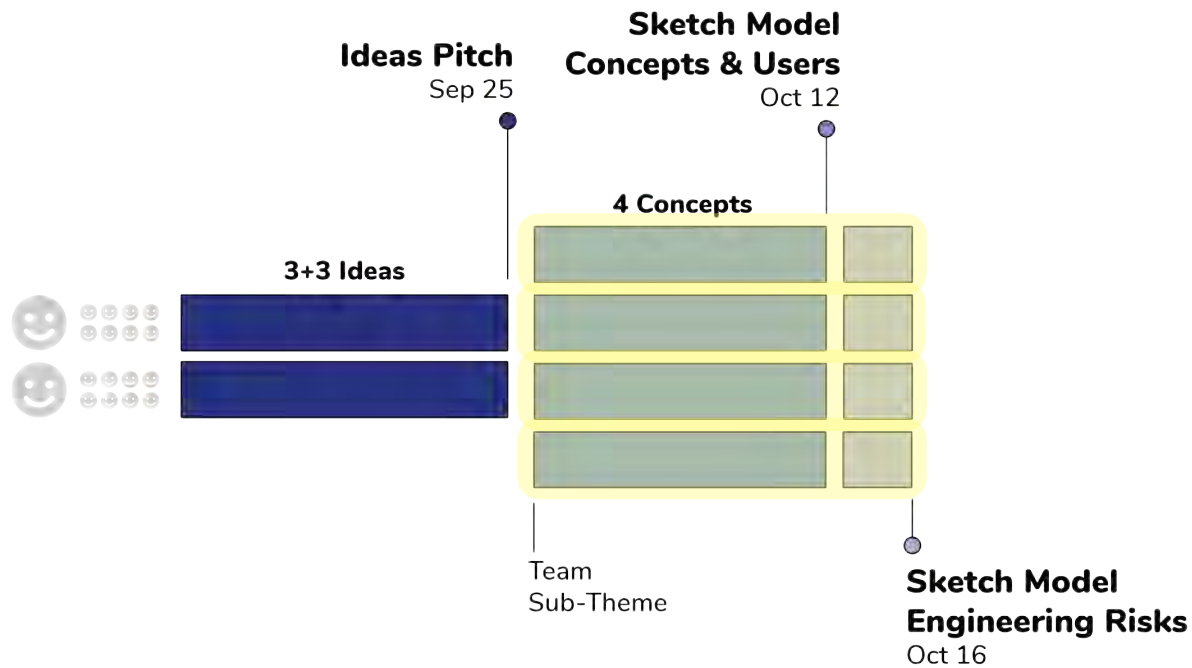 Sketch Model
Concepts & Users
Oct 12
Ideas Pitch
Sep 25
4 Concepts
3+3 Ideas
Team
Sub-Theme
Sketch Model
Engineering Risks
Oct 16